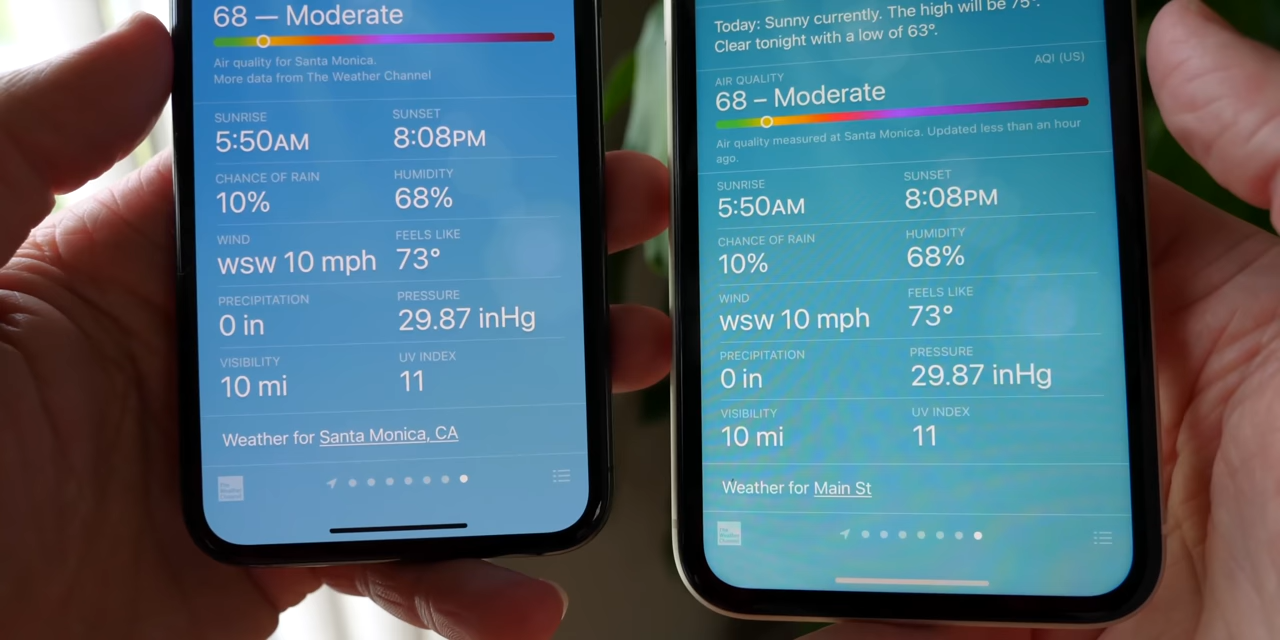 68 — Moderate
Air quality for Santa Monica.
More data from The Weather Channel
SUNRISE
5:50AM
SUNSET
8:08PM
CHANCE OF RAIN
10%
HUMIDITY
68%
WIND
wsw 10 mph
FEELS LIKE
73°
PRECIPITATION
0 in
PRESSURE
29.87 inHg
VISIBILITY
10 mi
UV INDEX
11
Weather for Santa Monica, CA
The
Weather
Channel
Today: Sunny currently. The high will be 75°.
Clear tonight with a low of 63°.
AQI (US)
AIR QUALITY
68 – Moderate
Air quality measured at Santa Monica. Updated less than an hour
ago.
SUNRISE
5:50AM
SUNSET
8:08PM
CHANCE OF RAIN
10%
HUMIDITY
68%
WIND
wsw 10 mph
FEELS LIKE
73°
PRECIPITATION
0 in
PRESSURE
29.87 inHg
VISIBILITY
10 mi
UV INDEX
11
Weather for Main St
The
Weather
Channel